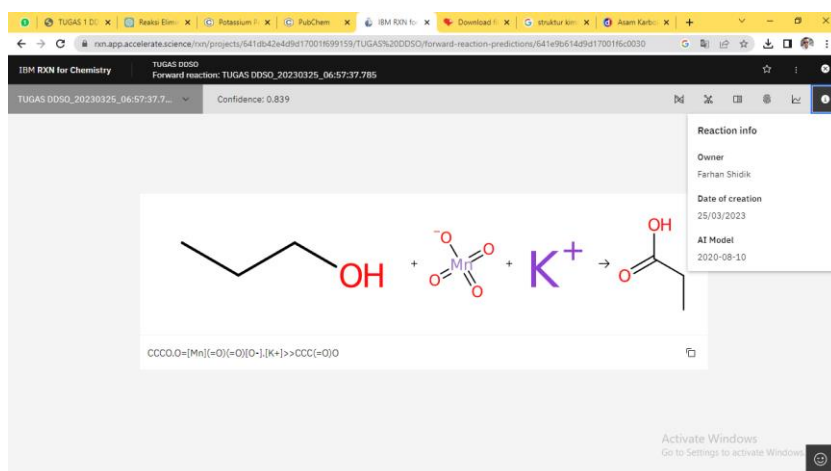 TUGAS 1 DD
Reaksi Elimi
Potassium P
PubChem
IBM RXN fo
Download fi
struktur kim
Asam Karbo
rxn.app.accelerate.science/rxn/projects/641db42e4d9d17001f699159/TUGAS%20DDSO/forward-reaction-predictions/641e9b614d9d17001f6c0030
IBM RXN for Chemistry
TUGAS DDSO
Forward reaction: TUGAS DDSO_20230325_06:57:37.785
TUGAS DDSO_20230325_06:57:37.7...
Confidence: 0.839
Reaction info
Owner
Farhan Shidik
Date of creation
25/03/2023
AI Model
2020-08-10
OH + -O Mn O O O + K+ → OH O
CCCO.O=[Mn](=O)(=O)[O-].[K+]>>CCC(=O)O
Activate Windows
Go to Settings to activate Windows.